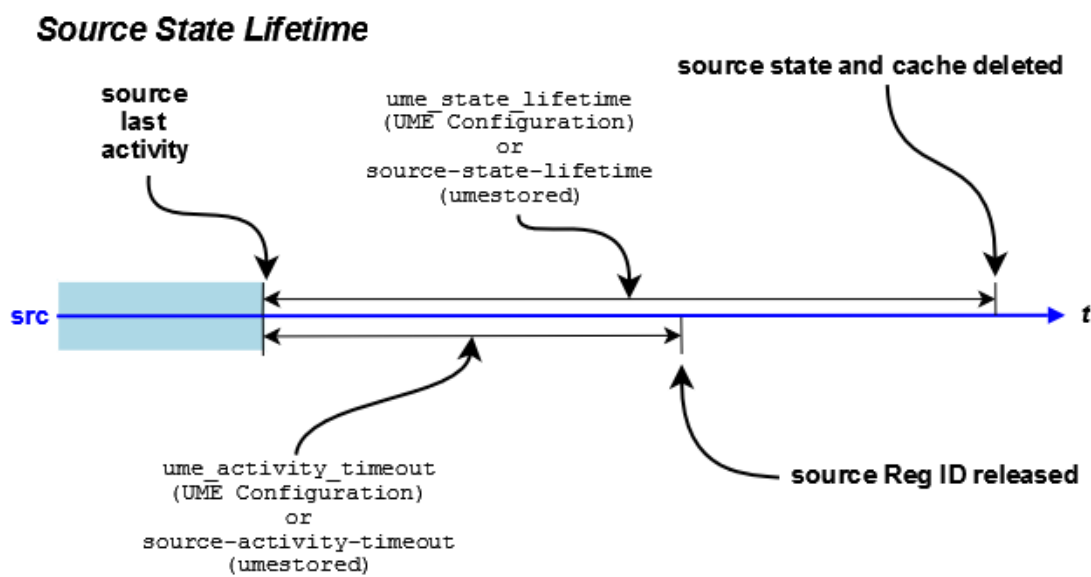 Source State Lifetime
source state and cache deleted
source
last
activity
ume_state_lifetime
(UME Configuration)
or
source-state-lifetime
(umestored)
src
t
ume_activity_timeout
(UME Configuration)
or
source-activity-timeout
(umestored)
source Reg ID released